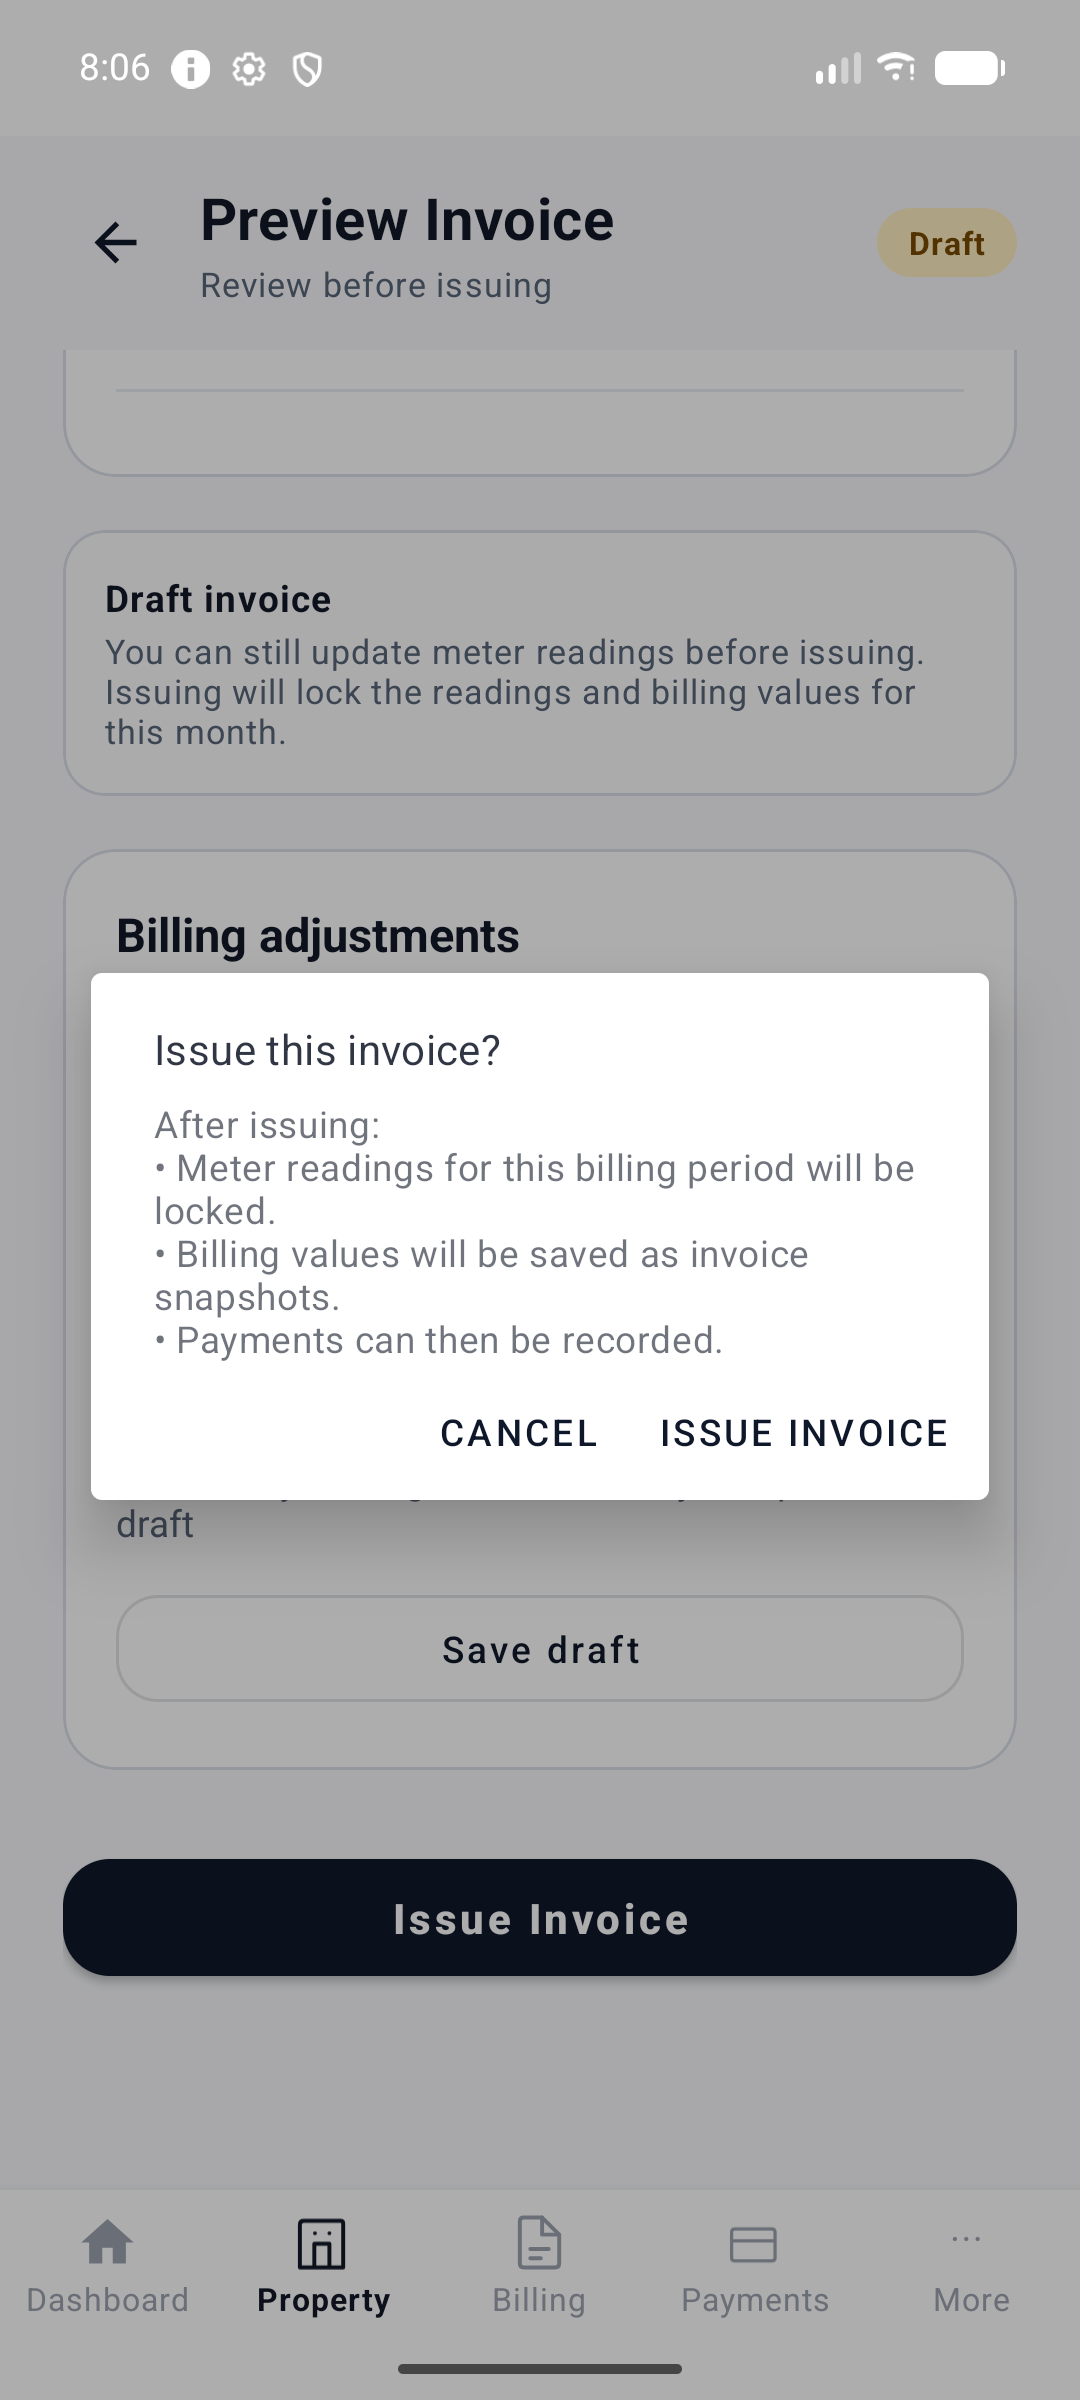 8:06
Preview Invoice
Draft
Review before issuing
Draft invoice
You can still update meter readings before issuing.
Issuing will lock the readings and billing values for
this month.
Billing adjustments
Issue this invoice?
After issuing:
• Meter readings for this billing period will be
locked.
• Billing values will be saved as invoice
snapshots.
• Payments can then be recorded.
CANCEL ISSUE INVOICE
draft
Save draft
Issue Invoice
Dashboard Property Billing Payments More